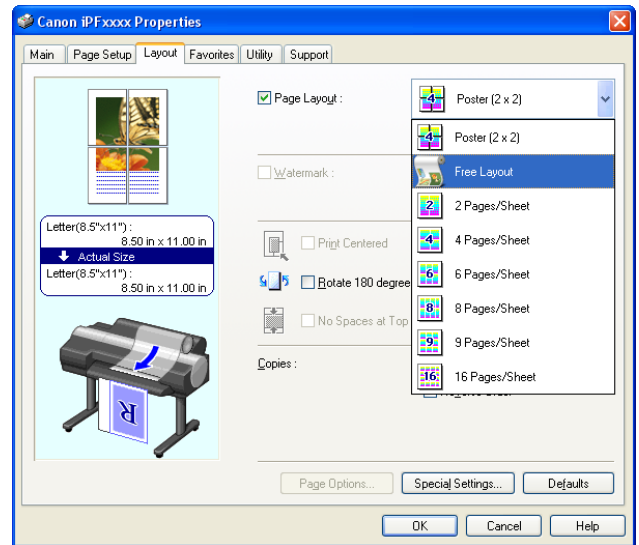 Canon iPFxxxx Properties
Main Page Setup Layout Favorites Utility Support
Page Layout :
Poster (2 x 2)
Poster (2 x 2)
Free Layout
Watermark :
2 Pages/Sheet
Letter(8.5"x11") :
8.50 in x 11.00 in
Actual Size
Letter(8.5"x11") :
8.50 in x 11.00 in
4 Pages/Sheet
Print Centered
6 Pages/Sheet
Rotate 180 degree
8 Pages/Sheet
No Spaces at Top
9 Pages/Sheet
Copies :
16 Pages/Sheet
R
Page Options... Special Settings... Defaults
OK Cancel Help